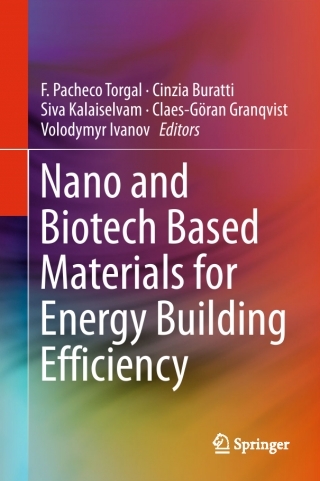 F. Pacheco Torgal · Cinzia Buratti
Siva Kalaiselvam · Claes-Göran Granqvist
Volodymyr Ivanov Editors
Nano and
Biotech Based
Materials for
Energy Building
Efficiency
Springer